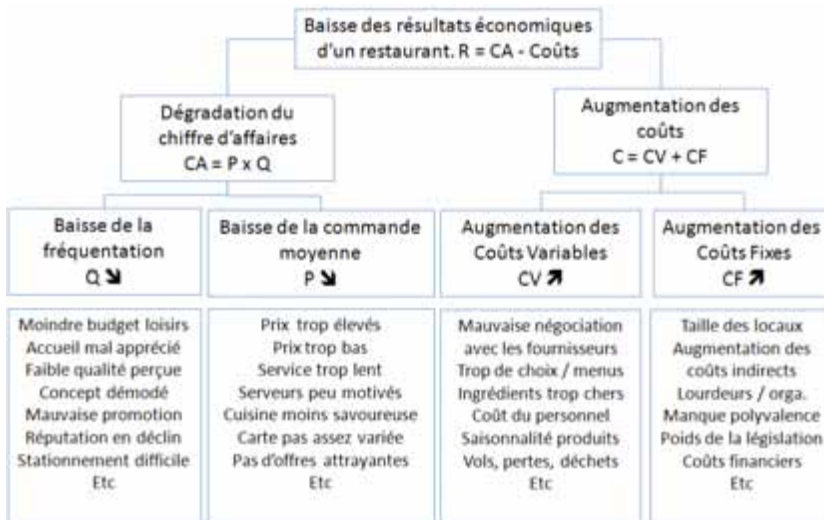 Baisse des résultats économiques
d'un restaurant. R = CA - Coûts
Dégradation du
chiffre d'affaires
CA = P x Q
Augmentation des
coûts
C = CV + CF
Baisse de la
fréquentation
Q ↘
Baisse de la commande
moyenne
P ↘
Augmentation des
Coûts Variables
CV ↗
Augmentation des
Coûts Fixes
CF ↗
Moindre budget loisirs
Accueil mal apprécié
Faible qualité perçue
Concept démodé
Mauvaise promotion
Réputation en déclin
Stationnement difficile
Etc
Prix trop élevés
Prix trop bas
Service trop lent
Serveurs peu motivés
Cuisine moins savoureuse
Carte pas assez variée
Pas d'offres attrayantes
Etc
Mauvaise négociation
avec les fournisseurs
Trop de choix / menus
Ingrédients trop chers
Coût du personnel
Saisonnalité produits
Vols, pertes, déchets
Etc
Taille des locaux
Augmentation des
coûts indirects
Lourdeurs / orga.
Manque polyvalence
Poids de la législation
Coûts financiers
Etc